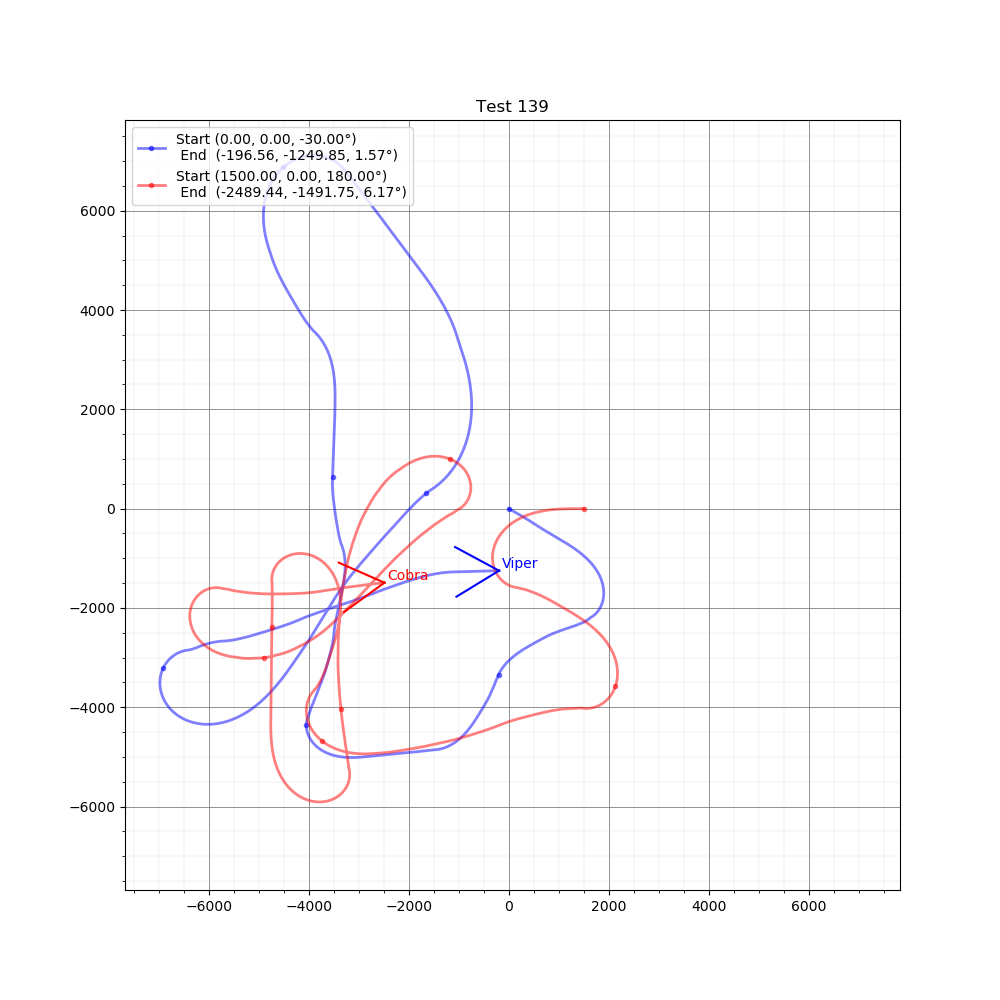 Test 139
Start (0.00, 0.00, -30.00°)
End  (-196.56, -1249.85, 1.57°)
Start (1500.00, 0.00, 180.00°)
End  (-2489.44, -1491.75, 6.17°)
6000
4000
2000
0
−2000
−4000
−6000
Viper
Cobra
−6000 −4000 −2000 0 2000 4000 6000